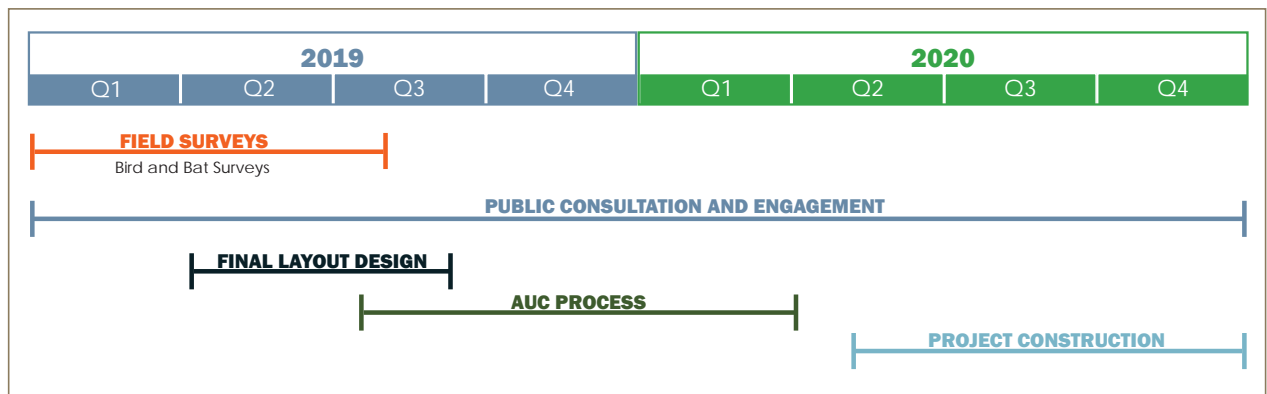 2019
2020
Q1 Q2 Q3 Q4 Q1 Q2 Q3 Q4
FIELD SURVEYS
Bird and Bat Surveys
PUBLIC CONSULTATION AND ENGAGEMENT
FINAL LAYOUT DESIGN
AUC PROCESS
PROJECT CONSTRUCTION